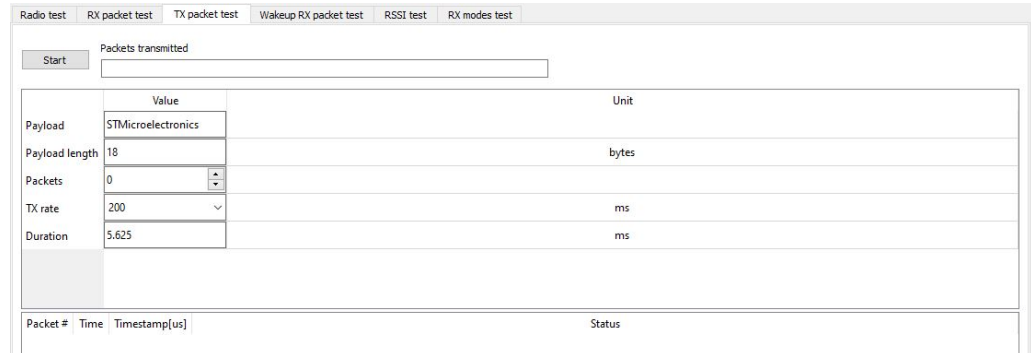 Radio test RX packet test TX packet test Wakeup RX packet test RSSI test RX modes test
Packets transmitted
Start
Value Unit
Payload STMicroelectronics
Payload length 18 bytes
Packets 0
TX rate 200 ms
Duration 5.625 ms
Packet # Time Timestamp[us] Status